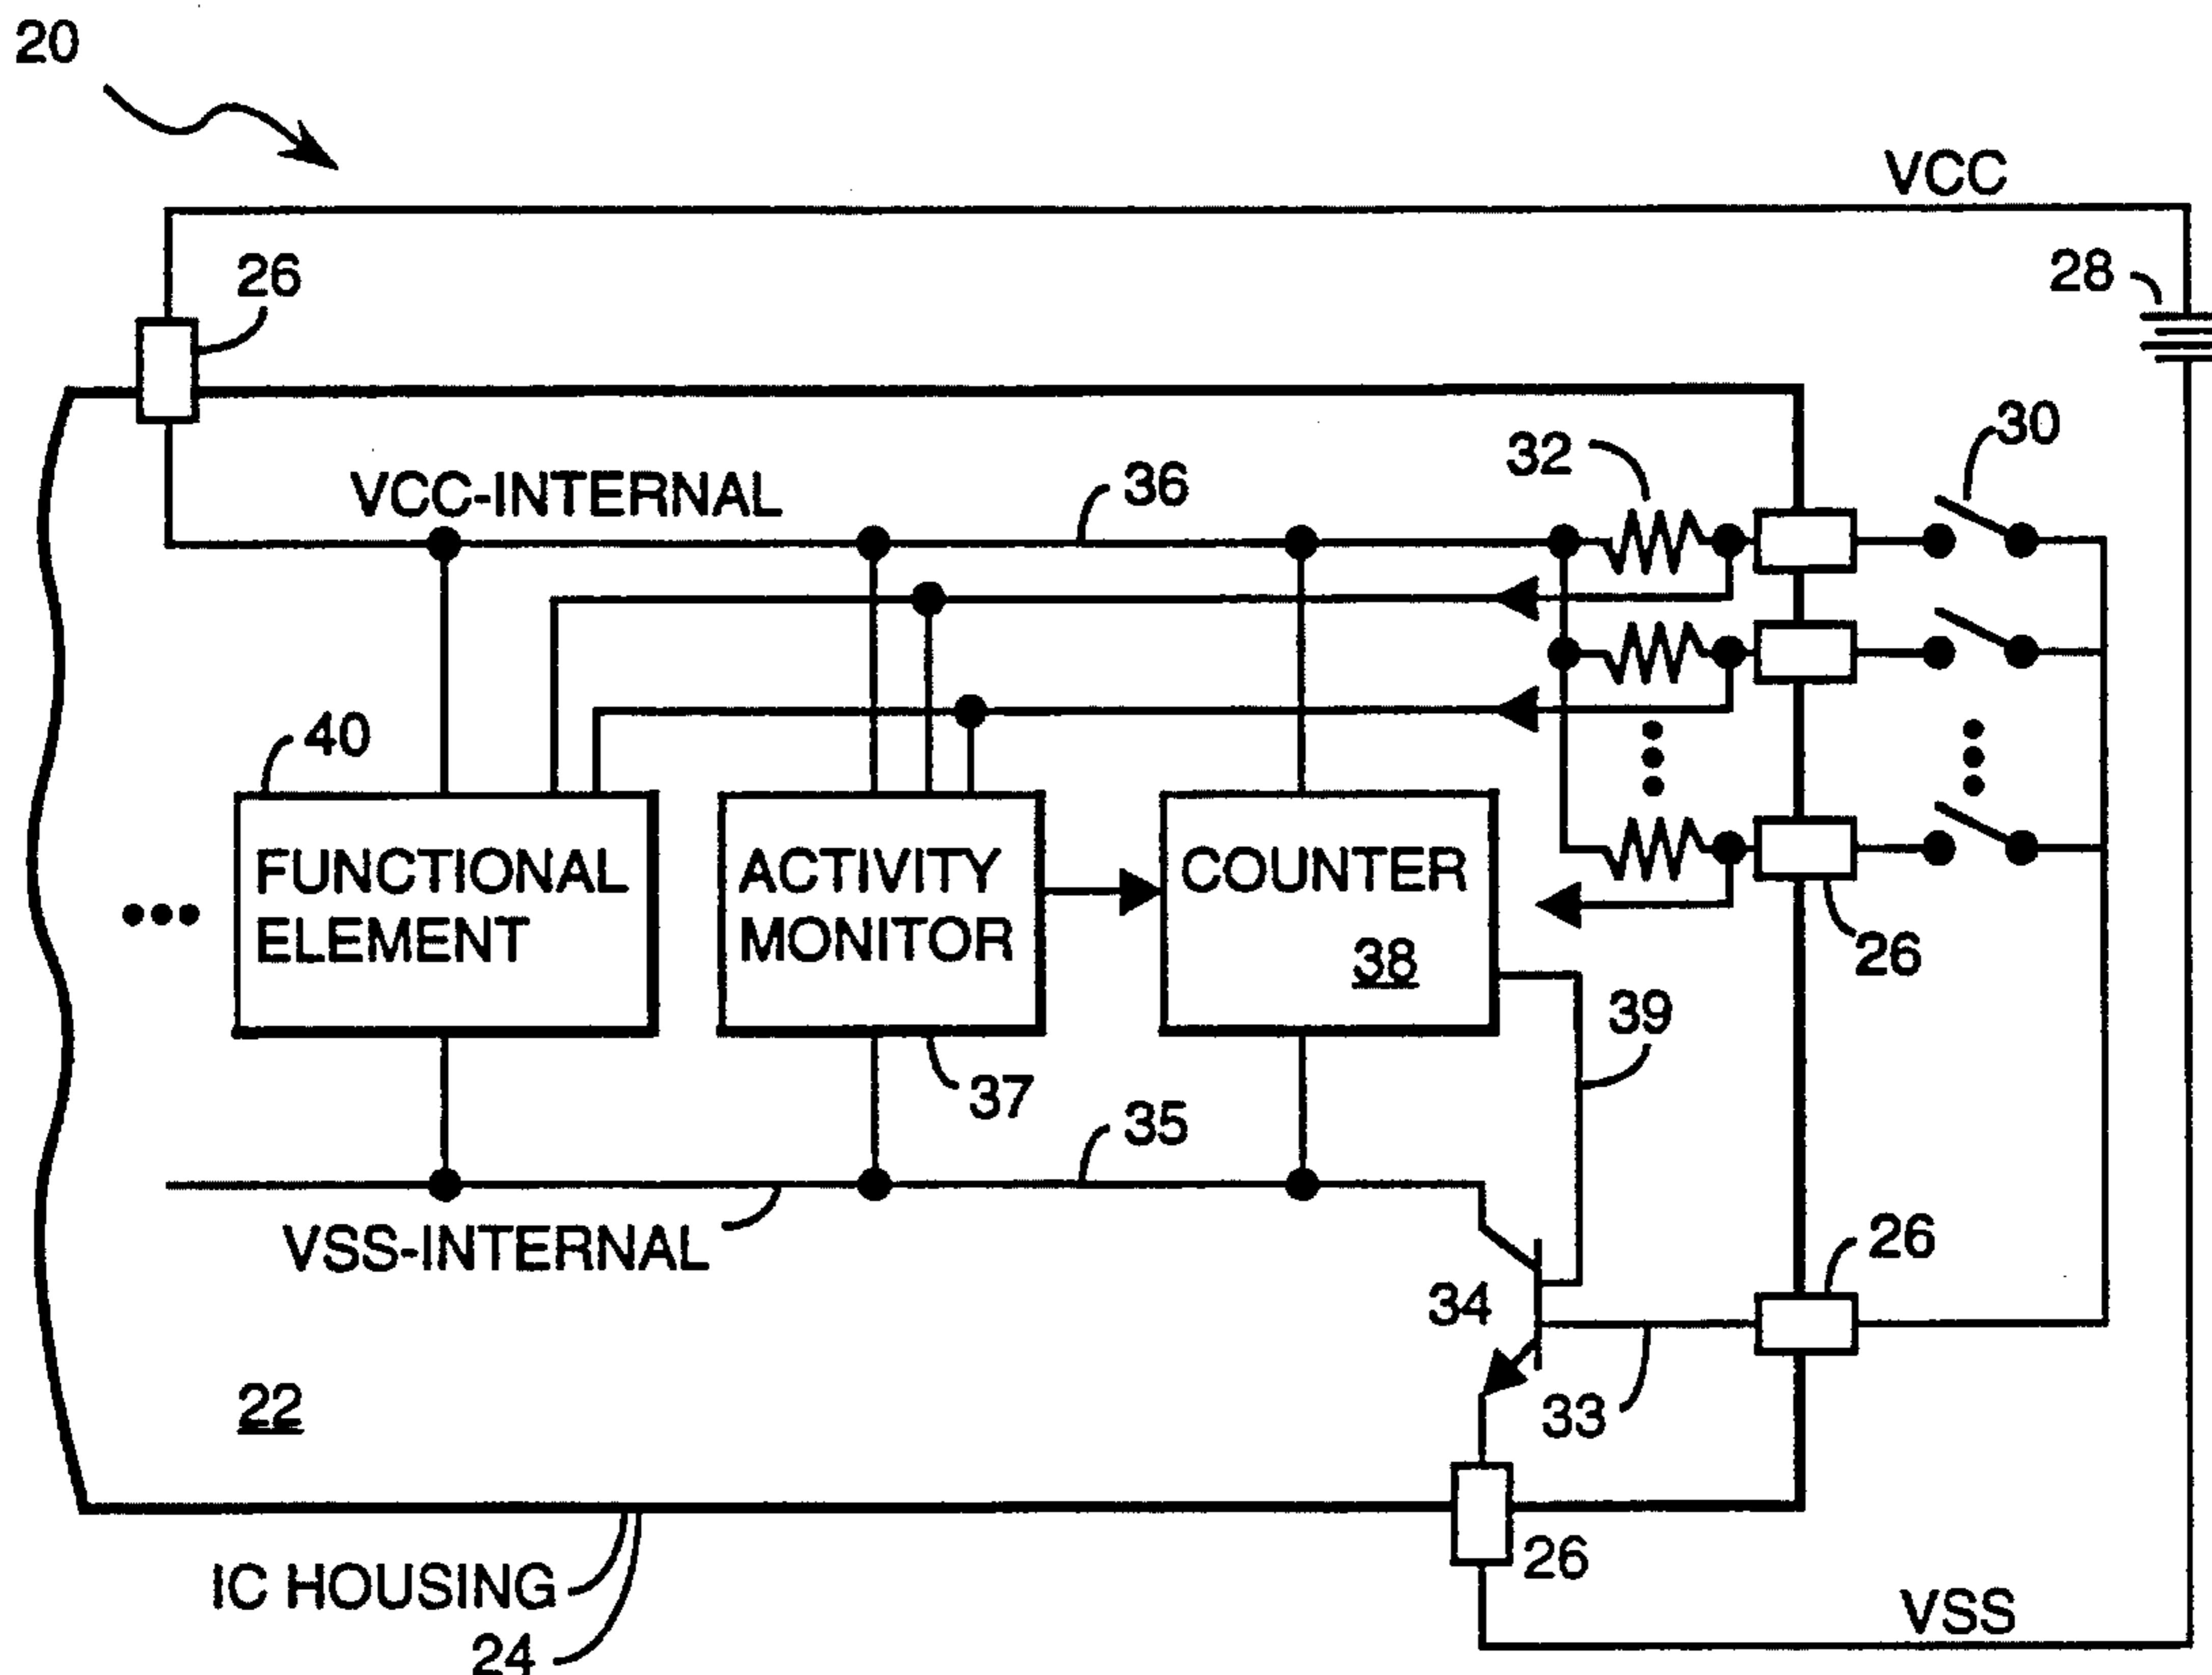 20
VCC
26
28
32
30
VCC-INTERNAL
36
40
FUNCTIONAL
ELEMENT
ACTIVITY
MONITOR
COUNTER
38
26
39
37
35
VSS-INTERNAL
26
34
33
22
26
IC HOUSING
24
VSS